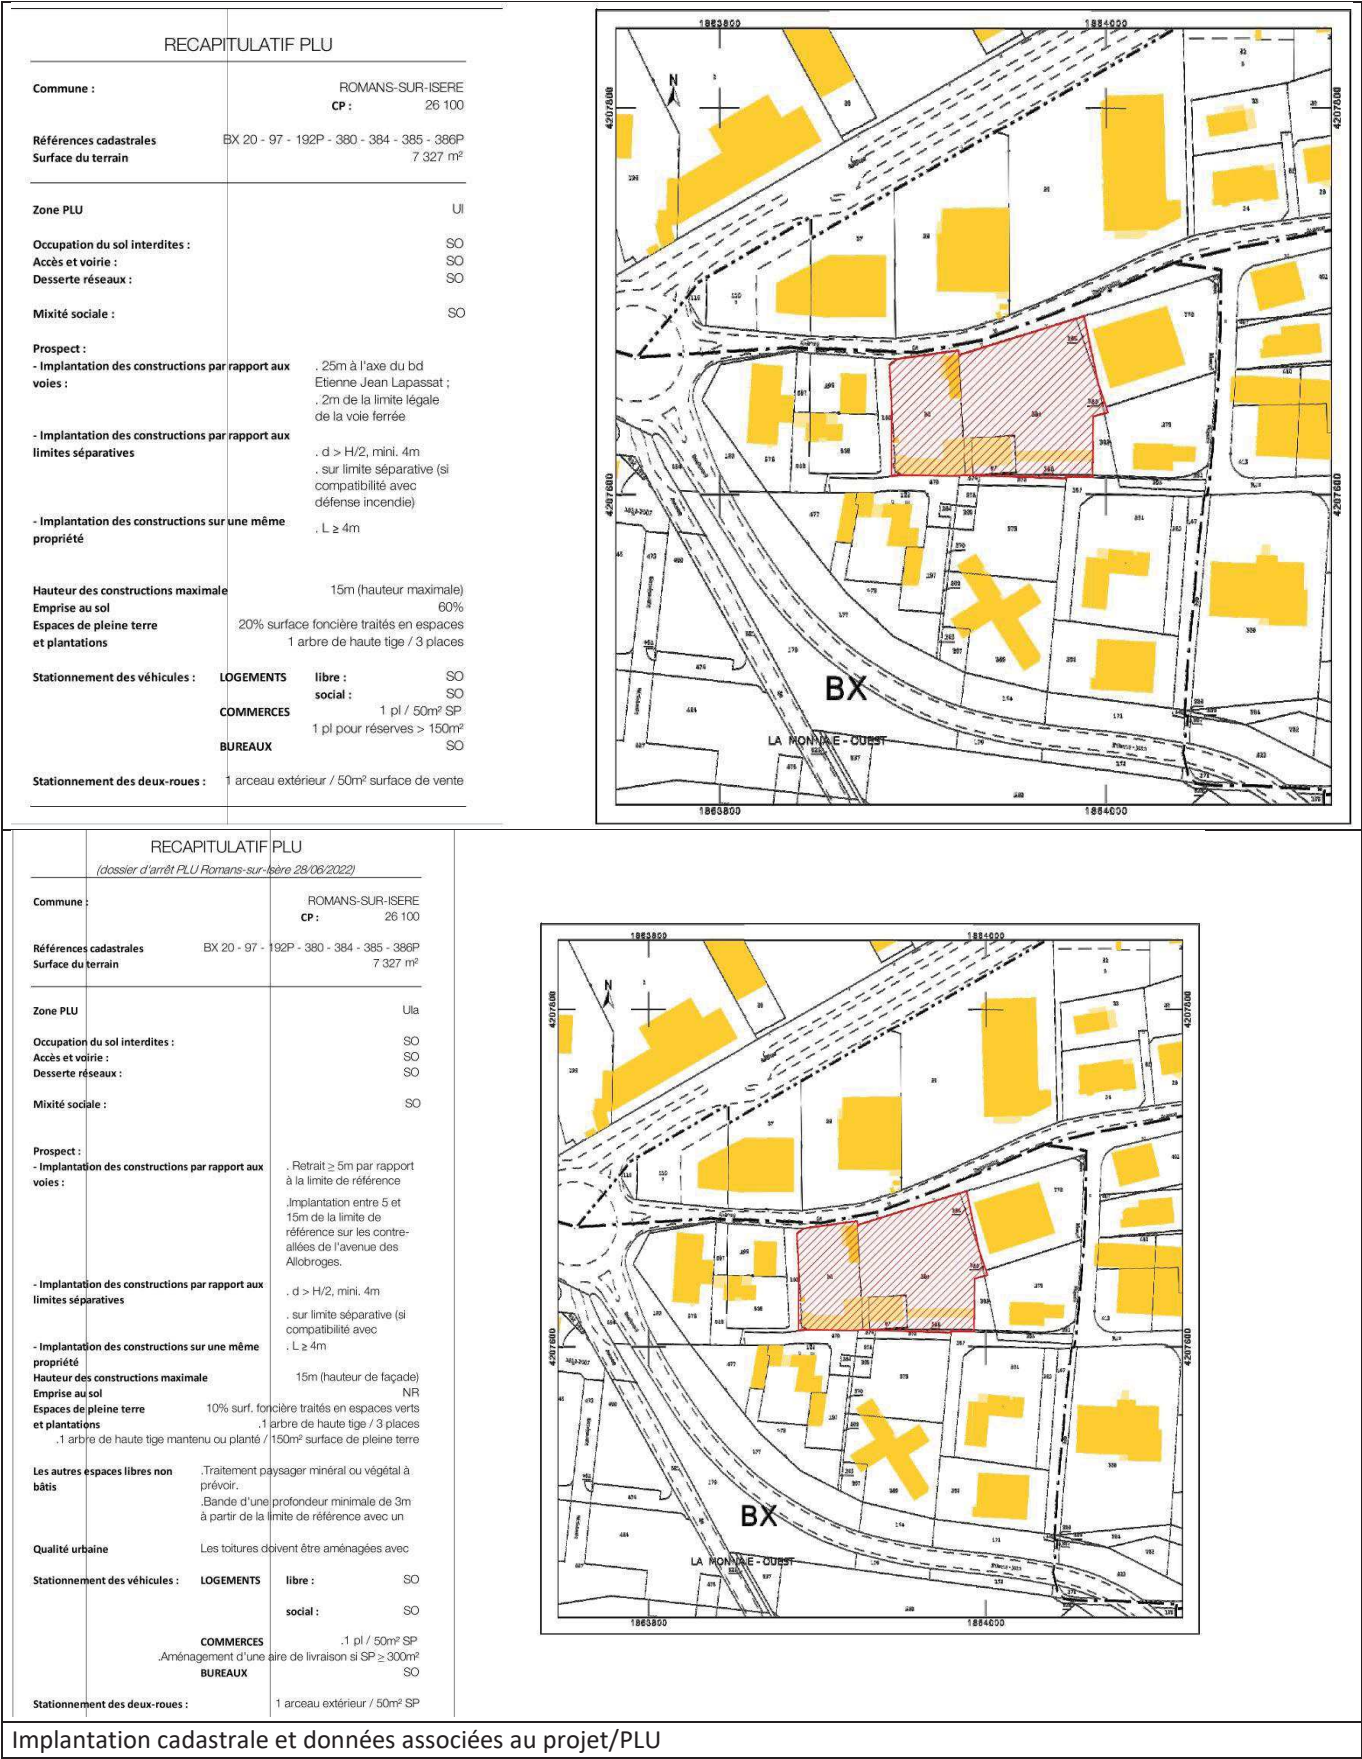 RECAPITULATIF PLU
Commune : ROMANS-SUR-ISERE
CP : 26 100
Références cadastrales BX 20 - 97 - 192P - 380 - 384 - 385 - 386P
Surface du terrain 7 327 m²
Zone PLU UI
Occupation du sol interdites : SO
Accès et voirie : SO
Desserte réseaux : SO
Mixité sociale : SO
Prospect :
- Implantation des constructions par rapport aux voies :
. 25m à l'axe du bd
Etienne Jean Lapassat ;
. 2m de la limite légale
de la voie ferrée
- Implantation des constructions par rapport aux
limites séparatives
. d > H/2, mini. 4m
. sur limite séparative (si
compatibilité avec
défense incendie)
- Implantation des constructions sur une même
propriété
. L ≥ 4m
Hauteur des constructions maximale 15m (hauteur maximale)
Emprise au sol 60%
Espaces de pleine terre 20% surface foncière traités en espaces
et plantations 1 arbre de haute tige / 3 places
Stationnement des véhicules : LOGEMENTS libre : SO
social : SO
COMMERCES 1 pl / 50m² SP
1 pl pour réserves > 150m²
BUREAUX SO
Stationnement des deux-roues : 1 arceau extérieur / 50m² surface de vente
1863800 1864000
4207800 4207800
N
4207600 4207600
BX
LA MONNAIE - OUEST
1863800 1864000
RECAPITULATIF PLU
(dossier d'arrêt PLU Romans-sur-Isère 28/06/2022)
Commune : ROMANS-SUR-ISERE
CP : 26 100
Références cadastrales BX 20 - 97 - 192P - 380 - 384 - 385 - 386P
Surface du terrain 7 327 m²
Zone PLU UIa
Occupation du sol interdites : SO
Accès et voirie : SO
Desserte réseaux : SO
Mixité sociale : SO
Prospect :
- Implantation des constructions par rapport aux
voies :
. Retrait ≥ 5m par rapport
à la limite de référence
.Implantation entre 5 et
15m de la limite de
référence sur les contre-
allées de l'avenue des
Allobroges.
- Implantation des constructions par rapport aux
limites séparatives
. d > H/2, mini. 4m
. sur limite séparative (si
compatibilité avec
- Implantation des constructions sur une même
propriété
. L ≥ 4m
Hauteur des constructions maximale 15m (hauteur de façade)
Emprise au sol NR
Espaces de pleine terre 10% surf. foncière traités en espaces verts
et plantations .1 arbre de haute tige / 3 places
.1 arbre de haute tige mantenu ou planté / 150m² surface de pleine terre
Les autres espaces libres non
bâtis
.Traitement paysager minéral ou végétal à
prévoir.
.Bande d'une profondeur minimale de 3m
à partir de la limite de référence avec un
Qualité urbaine Les toitures doivent être aménagées avec
Stationnement des véhicules : LOGEMENTS libre : SO
social : SO
COMMERCES .1 pl / 50m² SP
.Aménagement d'une aire de livraison si SP ≥ 300m²
BUREAUX SO
Stationnement des deux-roues : 1 arceau extérieur / 50m² SP
1863800 1864000
4207800 4207800
N
4207600 4207600
BX
LA MONNAIE - OUEST
1863800 1864000
Implantation cadastrale et données associées au projet/PLU